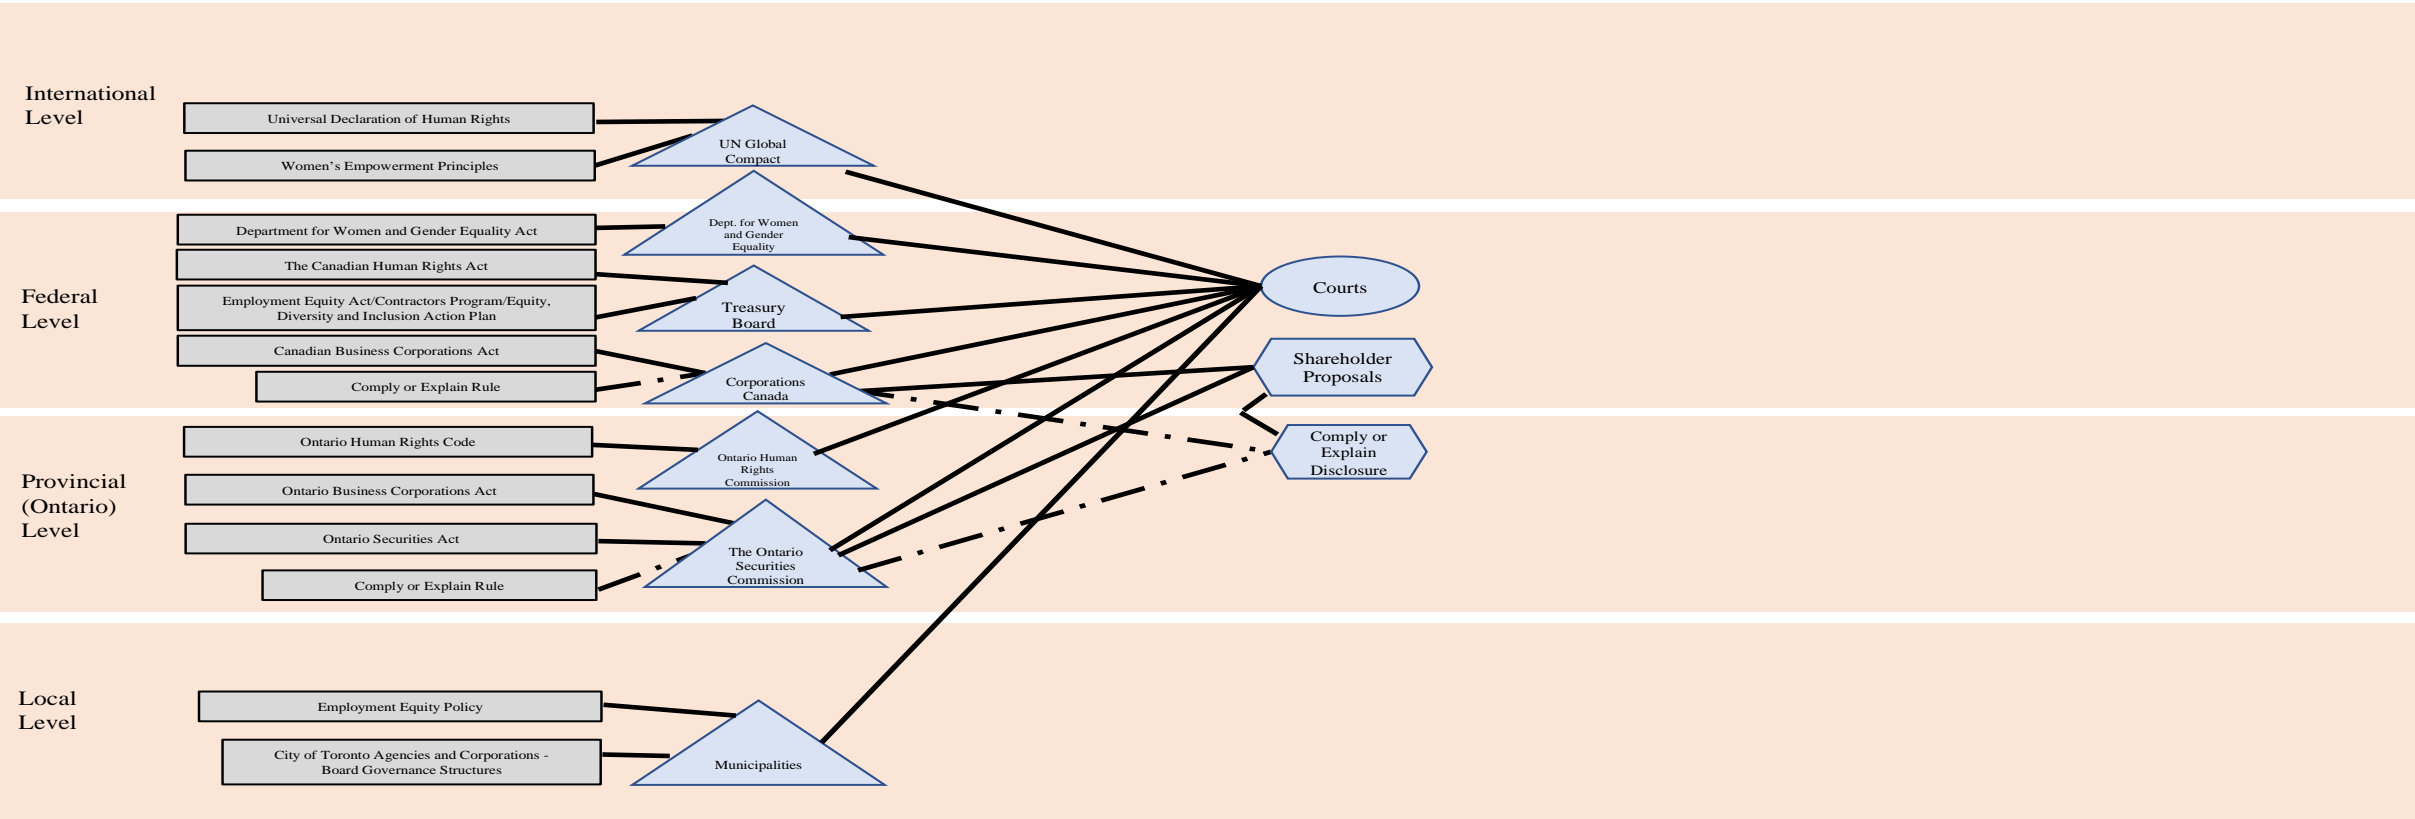 International
Level
Universal Declaration of Human Rights
Women’s Empowerment Principles
UN Global
Compact
Federal
Level
Department for Women and Gender Equality Act
The Canadian Human Rights Act
Employment Equity Act/Contractors Program/Equity,
Diversity and Inclusion Action Plan
Canadian Business Corporations Act
Comply or Explain Rule
Dept. for Women
and Gender
Equality
Treasury
Board
Corporations
Canada
Courts
Shareholder
Proposals
Comply or
Explain
Disclosure
Provincial
(Ontario)
Level
Ontario Human Rights Code
Ontario Business Corporations Act
Ontario Securities Act
Comply or Explain Rule
Ontario Human
Rights
Commission
The Ontario
Securities
Commission
Local
Level
Employment Equity Policy
City of Toronto Agencies and Corporations -
Board Governance Structures
Municipalities